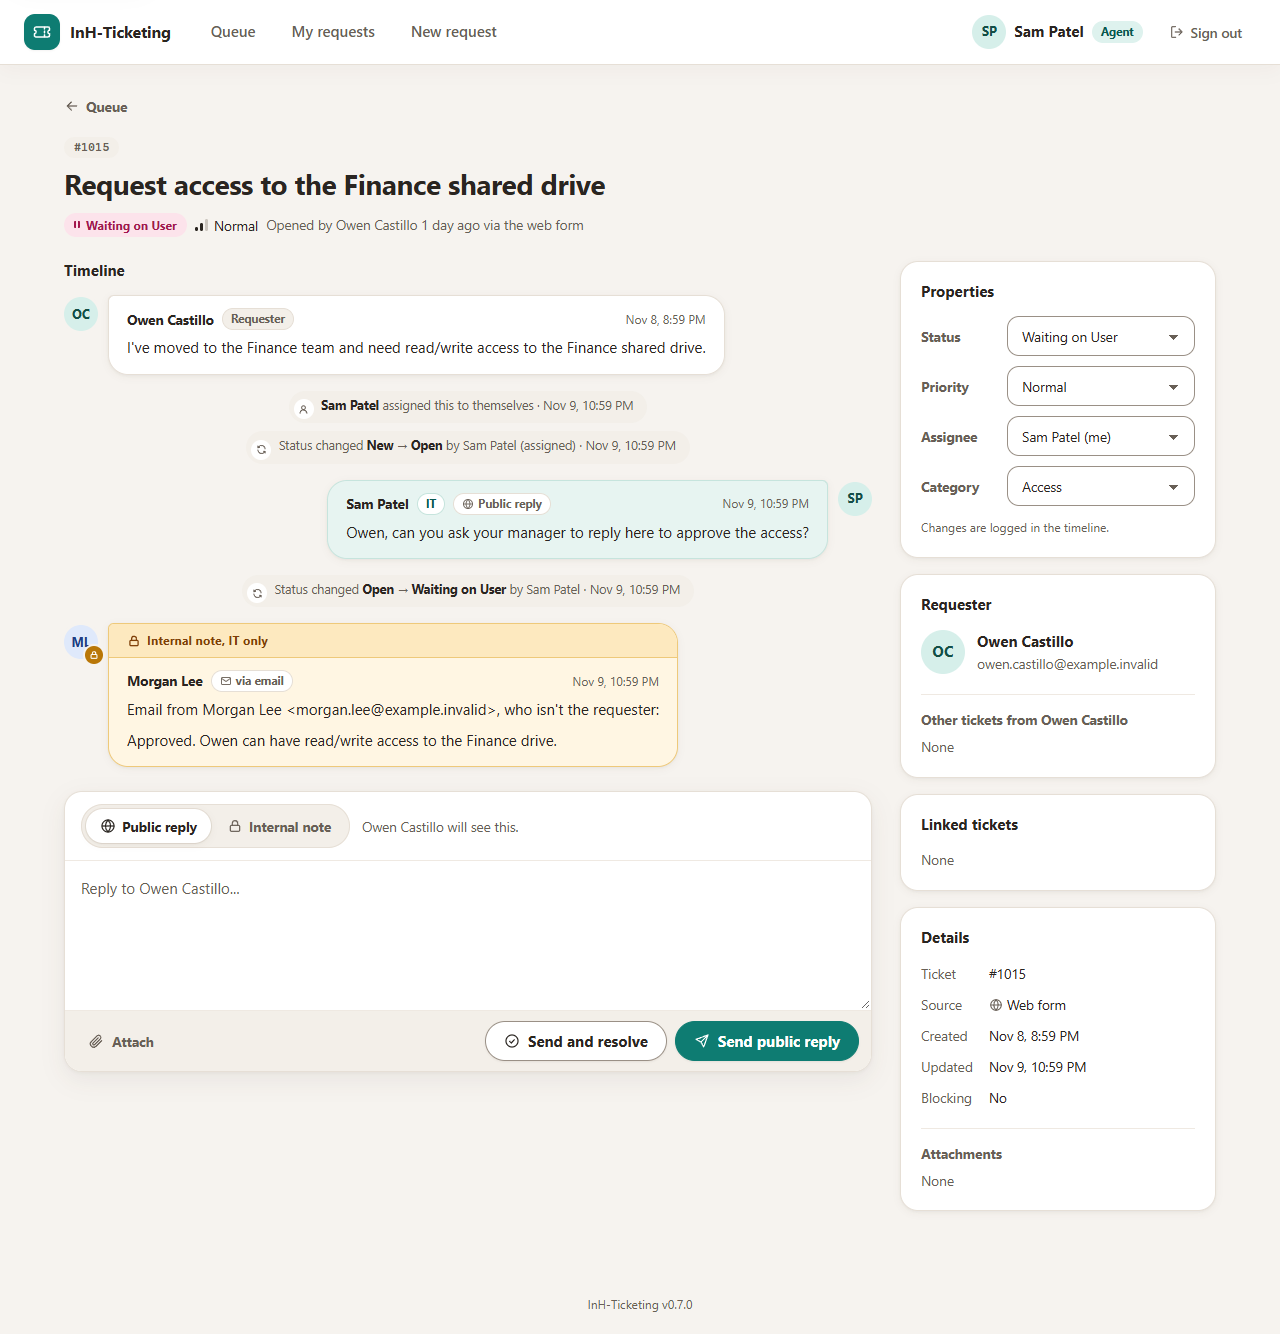 InH-Ticketing
Queue
My requests
New request
SP
Sam Patel
Agent
Sign out
Queue
#1015
Request access to the Finance shared drive
Waiting on User
Normal
Opened by Owen Castillo 1 day ago via the web form
Timeline
OC
Owen Castillo
Requester
Nov 8, 8:59 PM
I've moved to the Finance team and need read/write access to the Finance shared drive.
Sam Patel assigned this to themselves · Nov 9, 10:59 PM
Status changed New → Open by Sam Patel (assigned) · Nov 9, 10:59 PM
Sam Patel
IT
Public reply
Nov 9, 10:59 PM
SP
Owen, can you ask your manager to reply here to approve the access?
Status changed Open → Waiting on User by Sam Patel · Nov 9, 10:59 PM
ML
Internal note, IT only
Morgan Lee
via email
Nov 9, 10:59 PM
Email from Morgan Lee <morgan.lee@example.invalid>, who isn't the requester:
Approved. Owen can have read/write access to the Finance drive.
Public reply
Internal note
Owen Castillo will see this.
Reply to Owen Castillo...
Attach
Send and resolve
Send public reply
Properties
Status
Waiting on User
Priority
Normal
Assignee
Sam Patel (me)
Category
Access
Changes are logged in the timeline.
Requester
OC
Owen Castillo
owen.castillo@example.invalid
Other tickets from Owen Castillo
None
Linked tickets
None
Details
Ticket
#1015
Source
Web form
Created
Nov 8, 8:59 PM
Updated
Nov 9, 10:59 PM
Blocking
No
Attachments
None
InH-Ticketing v0.7.0